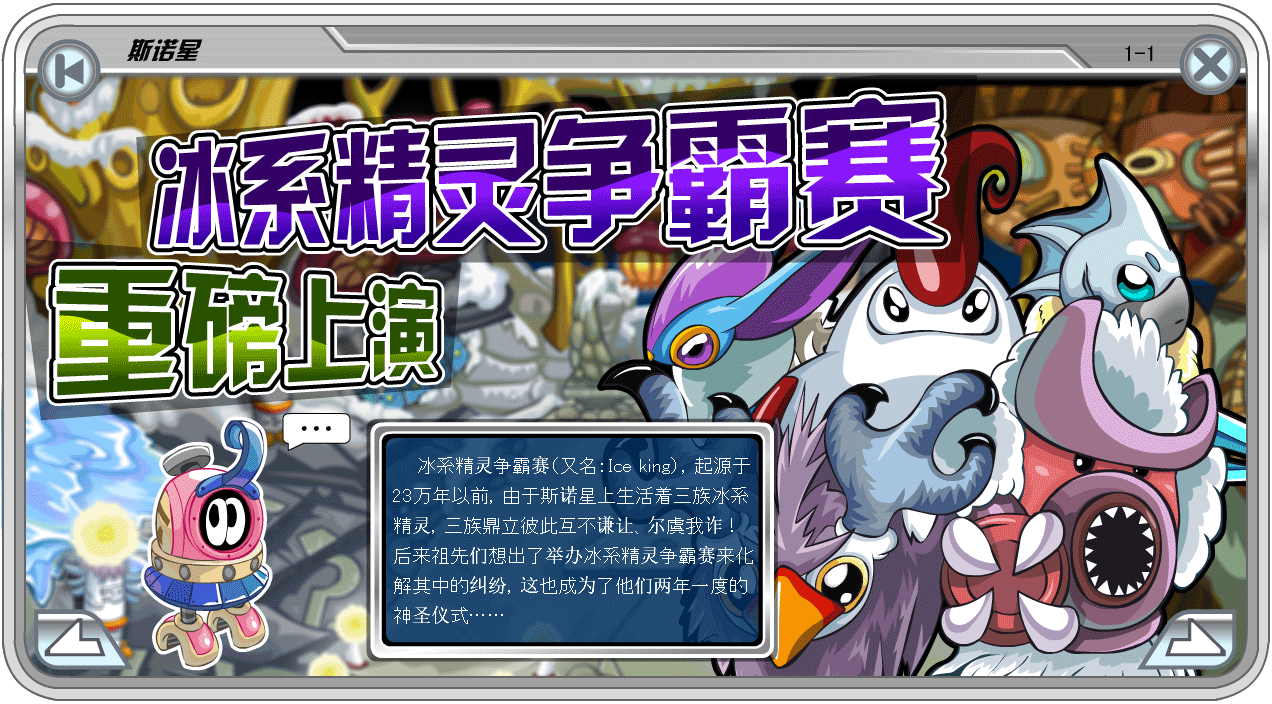 斯诺星
1-1
冰系精灵争霸赛
重磅上演
...
冰系精灵争霸赛(又名:Ice king), 起源于
23万年以前, 由于斯诺星上生活着三族冰系
精灵, 三族鼎立彼此互不谦让、尔虞我诈！
后来祖先们想出了举办冰系精灵争霸赛来化
解其中的纠纷, 这也成为了他们两年一度的
神圣仪式……